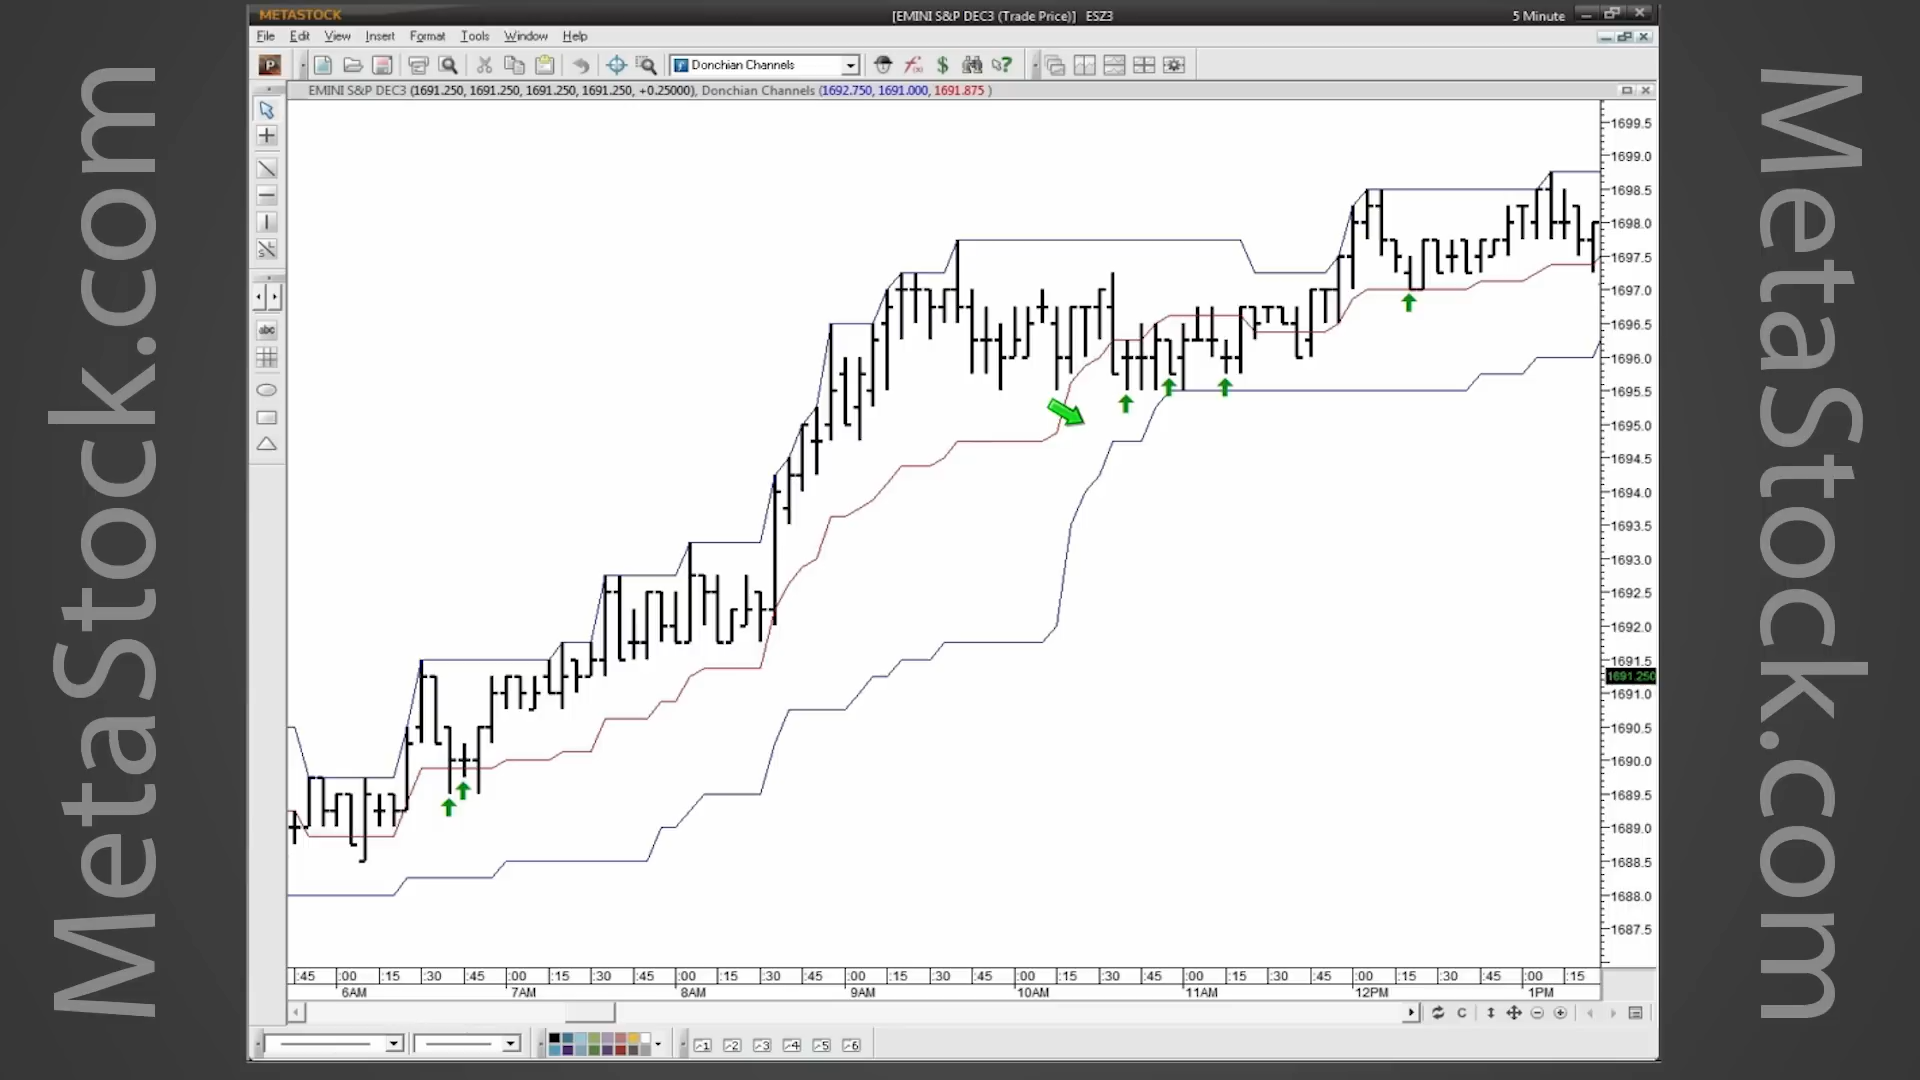 MetaStock.com
METASTOCK
[EMINI S&P DEC3 (Trade Price)] ESZ3
5 Minute
File Edit View Insert Format Tools Window Help
P
Donchian Channels
$
?
EMINI S&P DEC3 (1691.250, 1691.250, 1691.250, 1691.250, +0.25000), Donchian Channels (1692.750, 1691.000, 1691.875 )
abc
1699.5
1699.0
1698.5
1698.0
1697.5
1697.0
1696.5
1696.0
1695.5
1695.0
1694.5
1694.0
1693.5
1693.0
1692.5
1692.0
1691.5
1691.250
1691.0
1690.5
1690.0
1689.5
1689.0
1688.5
1688.0
1687.5
:45 :00 :15 :30 :45 :00 :15 :30 :45 :00 :15 :30 :45 :00 :15 :30 :45 :00 :15 :30 :45 :00 :15 :30 :45 :00 :15 :30 :45 :00 :15
6AM 7AM 8AM 9AM 10AM 11AM 12PM 1PM
C
1 2 3 4 5 6
MetaStock.com